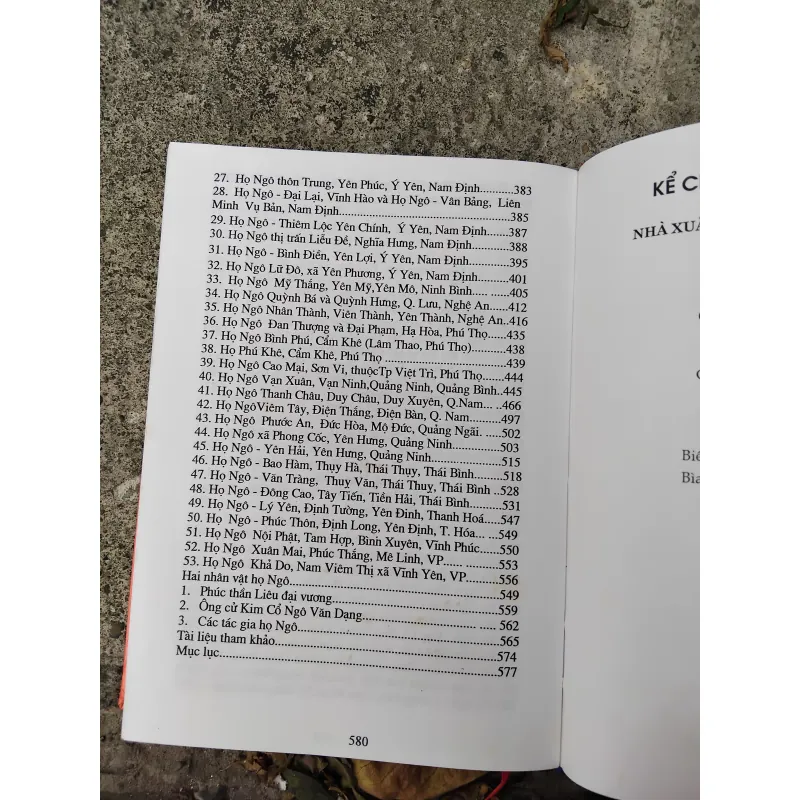 27. Họ Ngô thôn Trung, Yên Phúc, Ý Yên, Nam Định..........383
28. Họ Ngô - Đại Lại, Vĩnh Hào và Họ Ngô - Văn Bảng, Liên
Minh Vụ Bản, Nam Định.............................................385
29. Họ Ngô - Thiêm Lộc Yên Chính, Ý Yên, Nam Định.....387
30. Họ Ngô thị trấn Liễu Đề, Nghĩa Hưng, Nam Định........388
31. Họ Ngô - Bình Điền, Yên Lợi, Ý Yên, Nam Định..........395
32. Họ Ngô Lữ Đô, xã Yên Phương, Ý Yên, Nam Định......401
33. Họ Ngô Mỹ Thắng, Yên Mỹ,Yên Mô, Ninh Bình..... .....405
34. Họ Ngô Quỳnh Bá và Quỳnh Hưng, Q. Lưu, Nghệ An....412
35. Họ Ngô Nhân Thành, Viên Thành, Yên Thành, Nghệ An..416
36. Họ Ngô Đan Thượng và Đại Phạm, Hạ Hòa, Phú Thọ......435
37. Họ Ngô Bình Phú, Cẩm Khê (Lâm Thao, Phú Thọ)..........438
38. Họ Phú Khê, Cẩm Khê, Phú Thọ ..............................439
39. Họ Ngô Cao Mại, Sơn Vi, thuộcTp Việt Trì, Phú Thọ.....444
40. Họ Ngô Vạn Xuân, Vạn Ninh,Quảng Ninh, Quảng Bình..445
41. Họ Ngô Thanh Châu, Duy Châu, Duy Xuyên, Q.Nam... ..466
42. Họ NgôViêm Tây, Điện Thắng, Điện Bàn, Q. Nam........497
43. Họ Ngô Phước An, Đức Hòa, Mộ Đức, Quảng Ngãi. .....502
44. Họ Ngô xã Phong Cốc, Yên Hưng, Quảng Ninh............503
45. Họ Ngô - Yên Hải, Yên Hưng, Quảng Ninh..................515
46. Họ Ngô - Bao Hàm, Thụy Hà, Thái Thụy, Thái Bình......518
47. Họ Ngô - Văn Tràng, Thuỵ Văn, Thái Thuỵ, Thái Bình ..528
48. Họ Ngô - Đông Cao, Tây Tiến, Tiền Hải, Thái Bình.......531
49. Họ Ngô - Lý Yên, Định Tường, Yên Đinh, Thanh Hoá....547
50. Họ Ngô - Phúc Thôn, Định Long, Yên Định, T. Hóa... ...549
51. Họ Ngô Nội Phật, Tam Hợp, Bình Xuyên, Vĩnh Phúc.....550
52. Họ Ngô Xuân Mai, Phúc Thắng, Mê Linh, VP...... .......553
53. Họ Ngô Khả Do, Nam Viêm Thị xã Vĩnh Yên, VP........556
Hai nhân vật họ Ngô..................................................549
1. Phúc thần Liêu đại vương........................................559
2. Ông cử Kim Cổ Ngô Văn Dạng........................... ..... 562
3. Các tác gia họ Ngô.................................................565
Tài liệu tham khảo.....................................................574
Mục lục....................................................................577
580
KỂ C
NHÀ XUẤ
Biê
Bìa